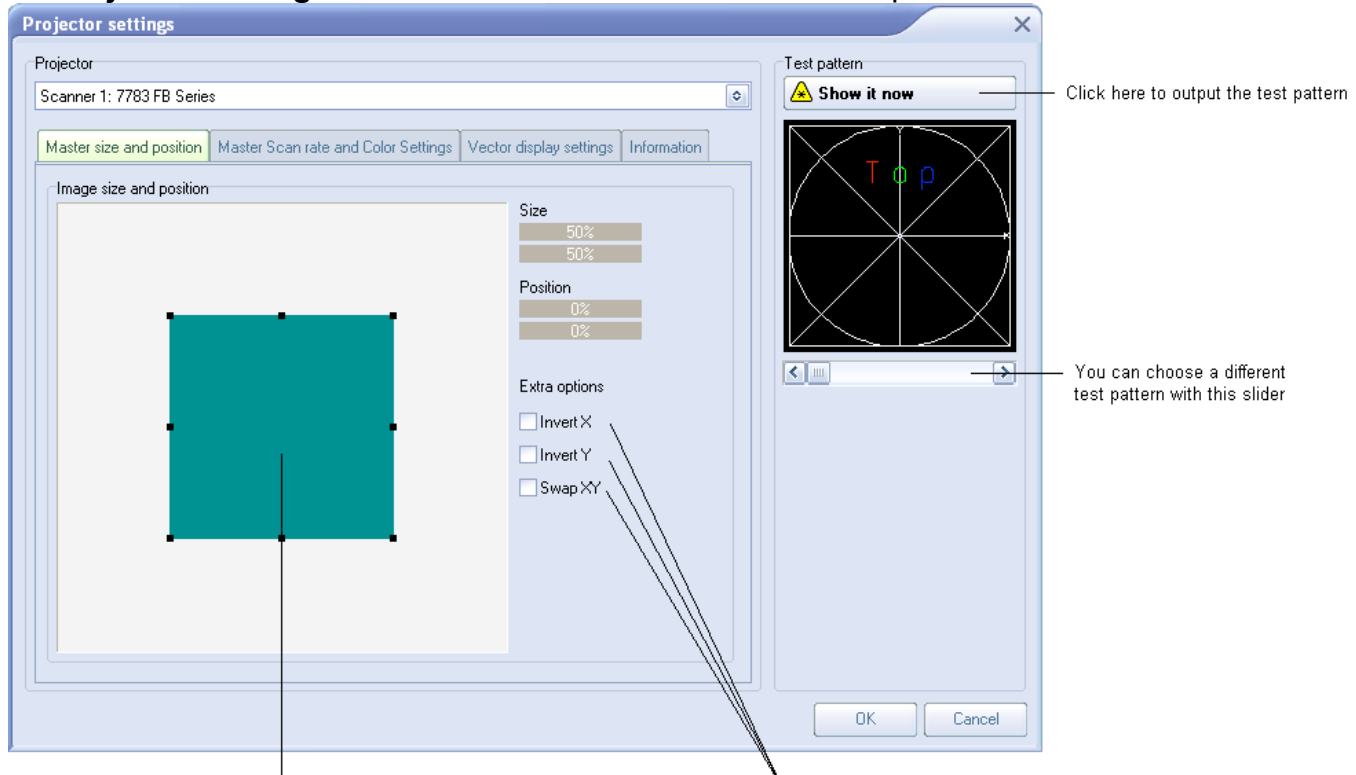 Projector settings
Projector
Scanner 1: 7783 FB Series
Master size and position
Master Scan rate and Color Settings
Vector display settings
Information
Image size and position
Size
50%
50%
Position
0%
0%
Extra options
Invert X
Invert Y
Swap XY
Test pattern
Show it now
Top
OK
Cancel
Click here to output the test pattern
You can choose a different
test pattern with this slider